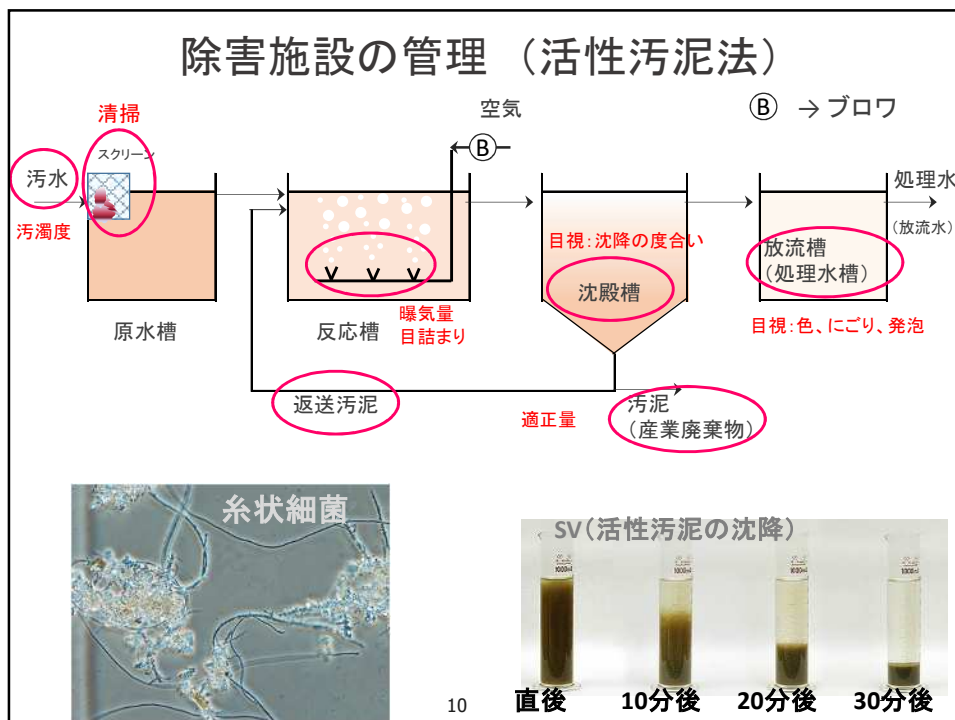 除害施設の管理 （活性汚泥法）
清掃
空気
Ⓑ → ブロワ
スクリーン
B
汚水
処理水
(放流水)
汚濁度
目視：沈降の度合い
放流槽
（処理水槽）
沈殿槽
曝気量
目詰まり
原水槽
反応槽
目視：色、にごり、発泡
返送汚泥
適正量
汚泥
（産業廃棄物）
糸状細菌
SV（活性汚泥の沈降）
1000mℓ
直後
10分後
20分後
30分後
10